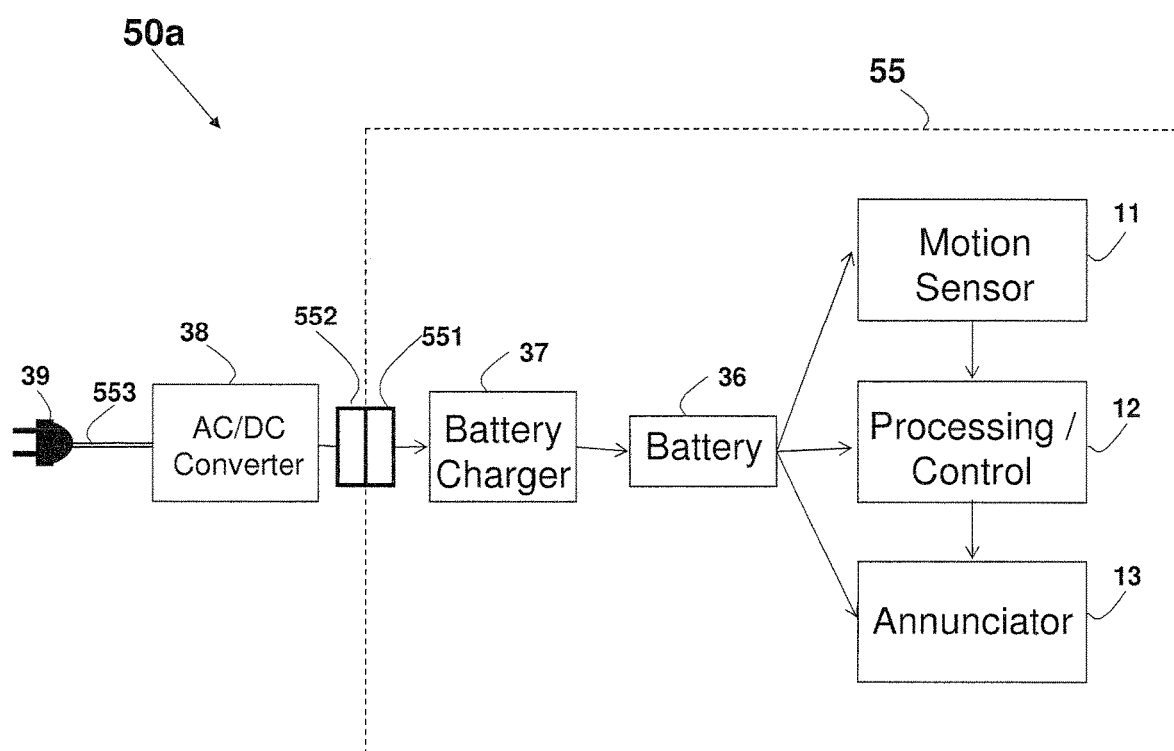 50a
55
11
Motion
Sensor
552
551
38
37
39
553
36
12
AC/DC
Converter
Battery
Charger
Battery
Processing /
Control
13
Annunciator